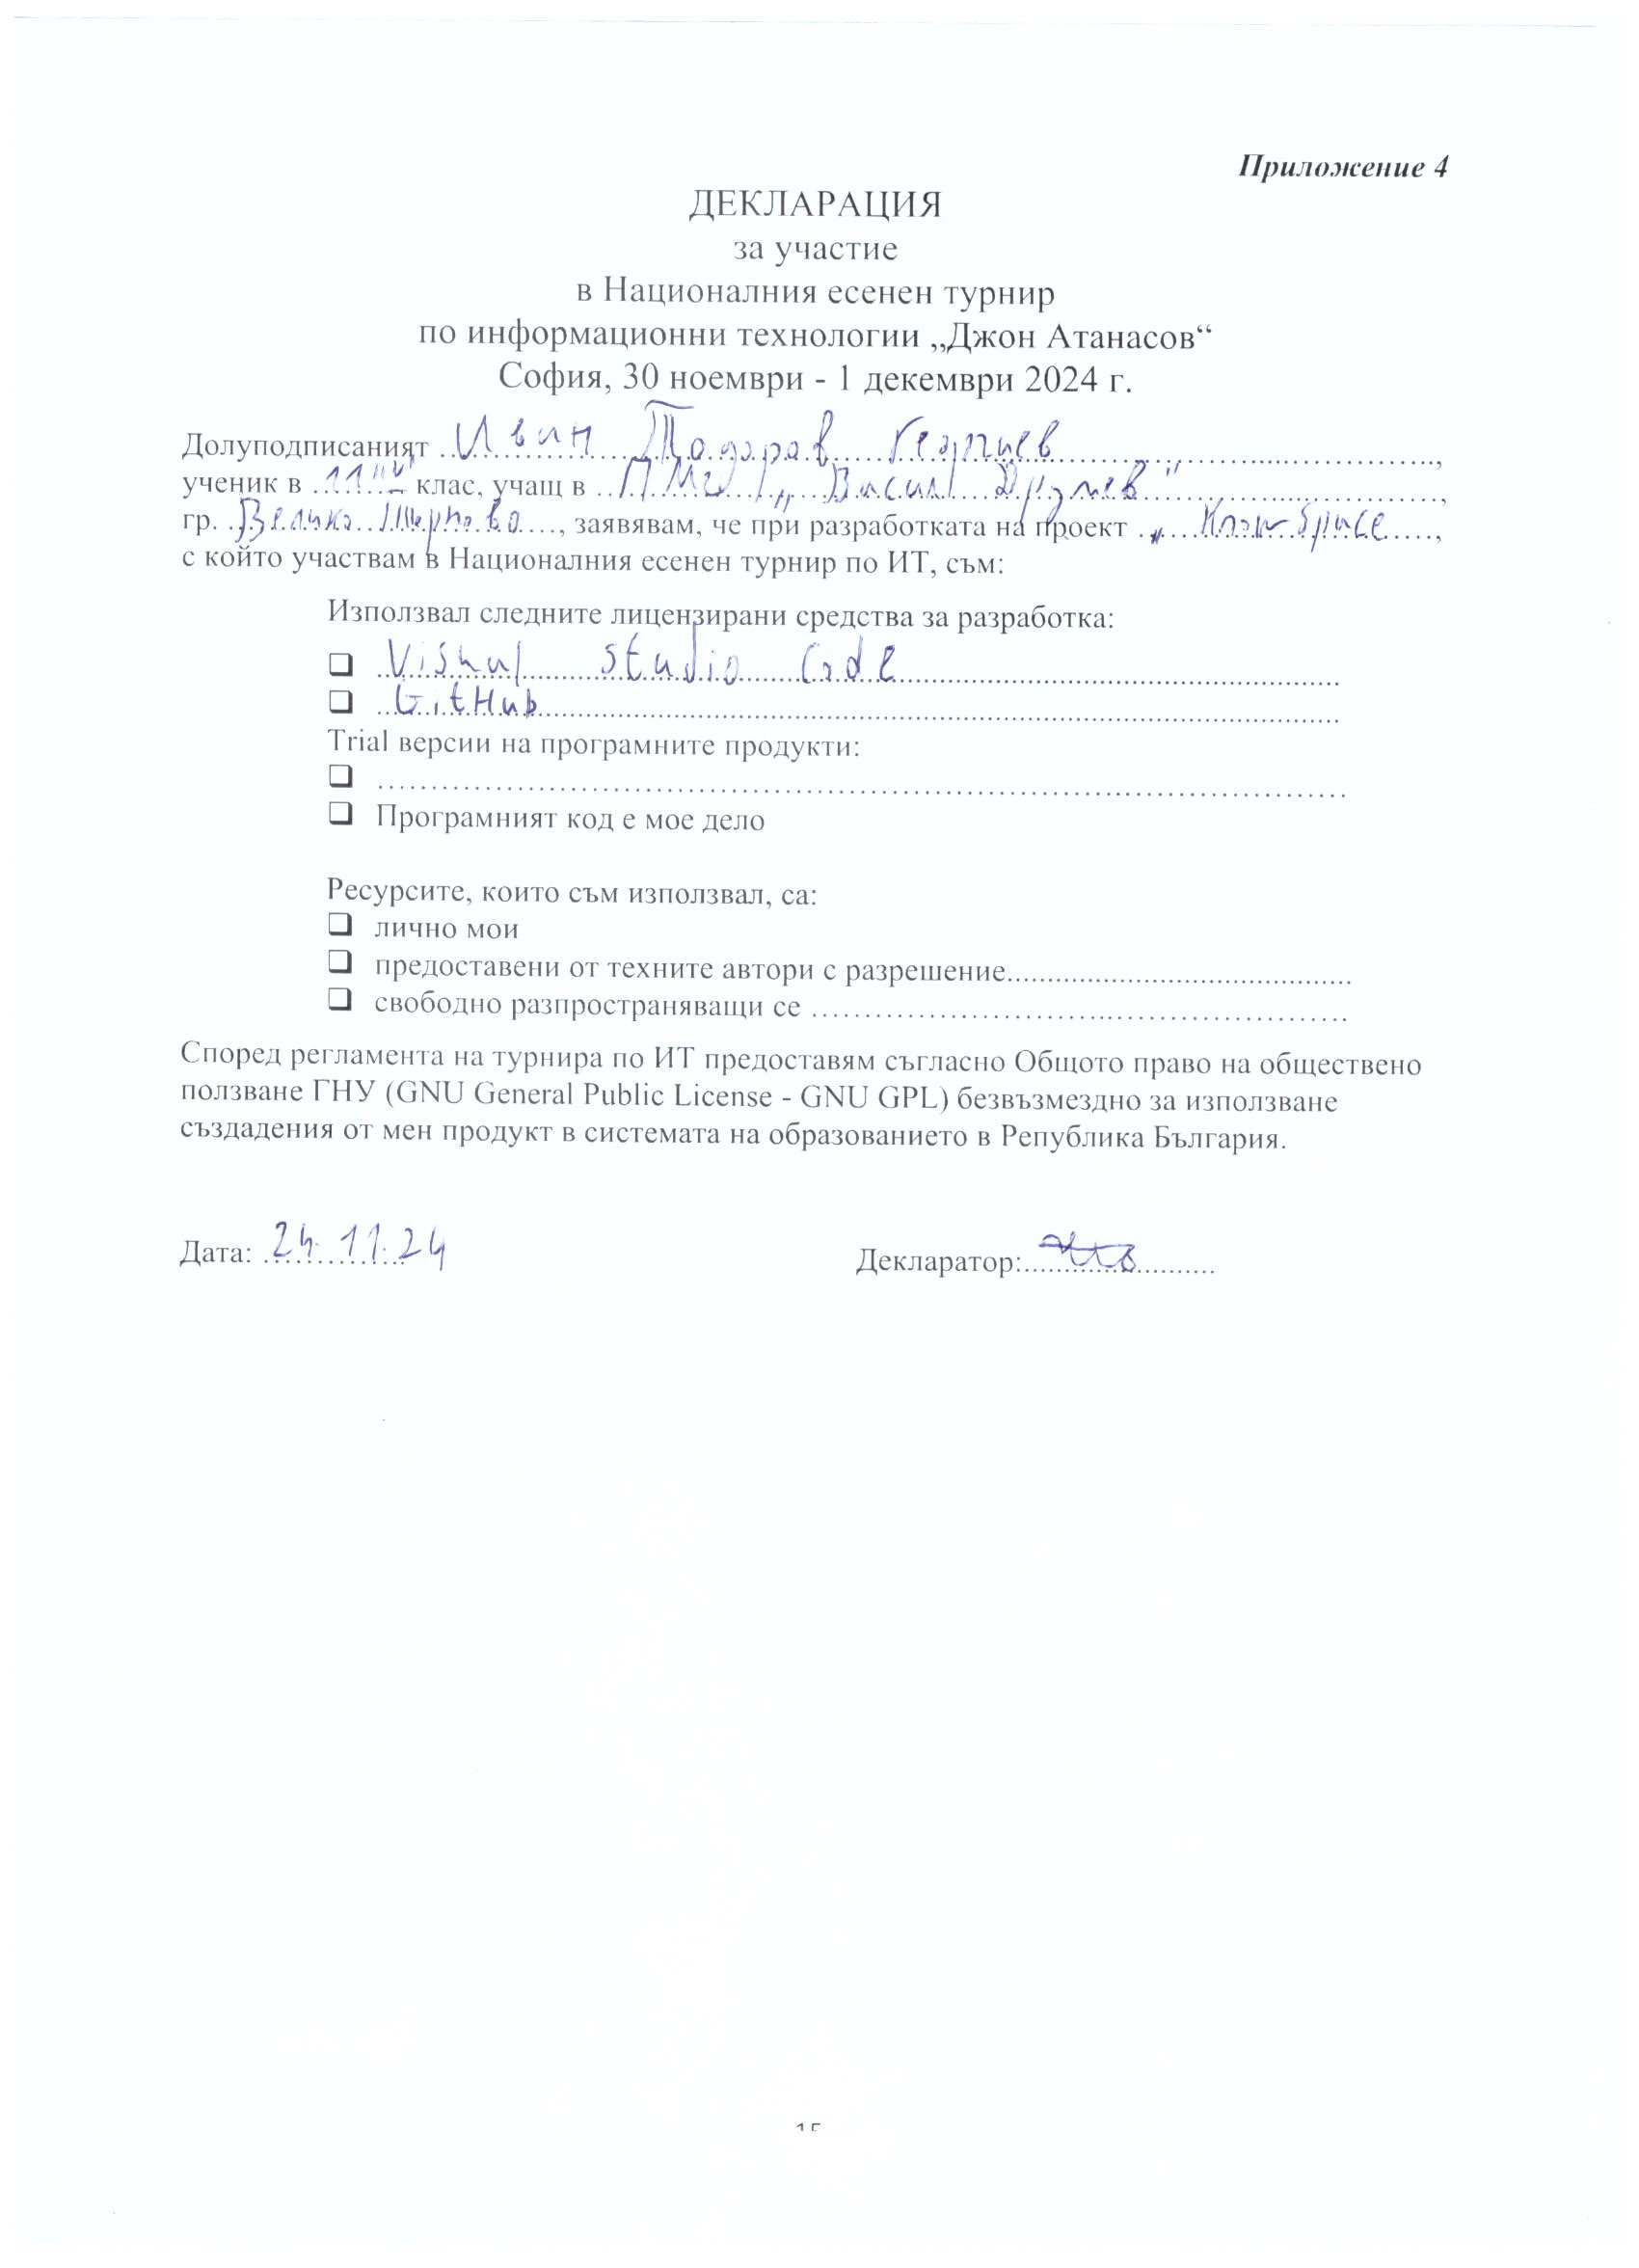 Приложение 4
ДЕКЛАРАЦИЯ
за участие
в Националния есенен турнир
по информационни технологии „Джон Атанасов“
София, 30 ноември - 1 декември 2024 г.
Долуподписаният Иван Тодоров Георгиев,
ученик в 11 "" клас, учащ в ПМГ „Васил Друмев",
гр. Велико Търново, заявявам, че при разработката на проект „KnowSpace,
с който участвам в Националния есенен турнир по ИТ, съм:
Използвал следните лицензирани средства за разработка:
❑ Visual studio Code
❑ GitHub
Trial версии на програмните продукти:
❑ ........................................
❑ Програмният код е мое дело
Ресурсите, които съм използвал, са:
❑ лично мои
❑ предоставени от техните автори с разрешение........................................
❑ свободно разпространяващи се ........................................
Според регламента на турнира по ИТ предоставям съгласно Общото право на обществено
ползване ГНУ (GNU General Public License - GNU GPL) безвъзмездно за използване
създадения от мен продукт в системата на образованието в Република България.
Дата: 24.11.24 Декларатор: